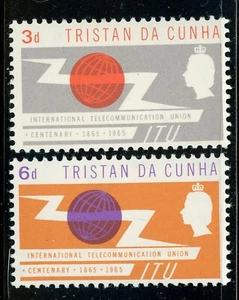 3d TRISTAN DA CUNHA
INTERNATIONAL TELECOMMUNICATION UNION
CENTENARY · 1865 · 1965
ITU
6d TRISTAN DA CUNHA
INTERNATIONAL TELECOMMUNICATION UNION
CENTENARY · 1865 · 1965
ITU